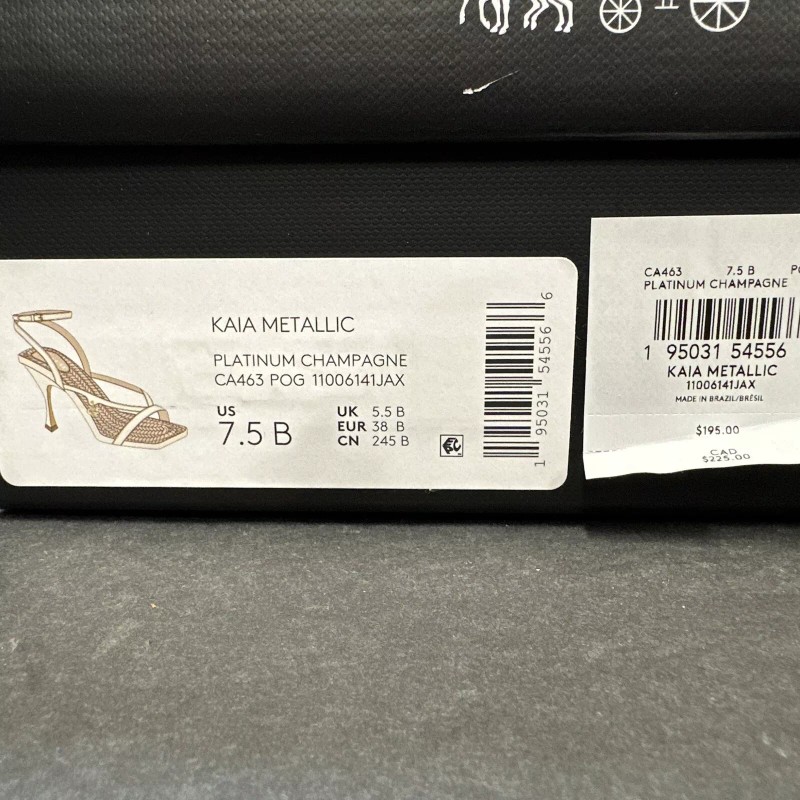 KAIA METALLIC
PLATINUM CHAMPAGNE
CA463 POG 11006141JAX
US
7.5 B
UK 5.5 B
EUR 38 B
CN 245 B
1 95031 54556 6
CA463 7.5 B
PLATINUM CHAMPAGNE
1 95031 54556
KAIA METALLIC
11006141JAX
MADE IN BRAZIL/BRÉSIL
$195.00
CAD
$225.00